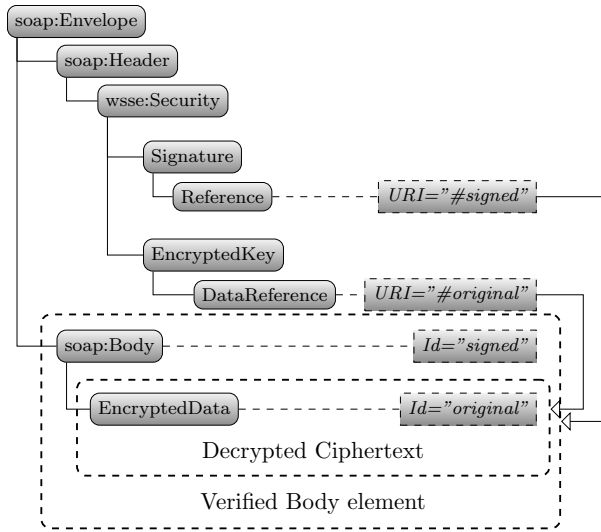 soap:Envelope
soap:Header
wsse:Security
Signature
Reference URI="#signed"
EncryptedKey
DataReference URI="#original"
soap:Body Id="signed"
EncryptedData Id="original"
Decrypted Ciphertext
Verified Body element